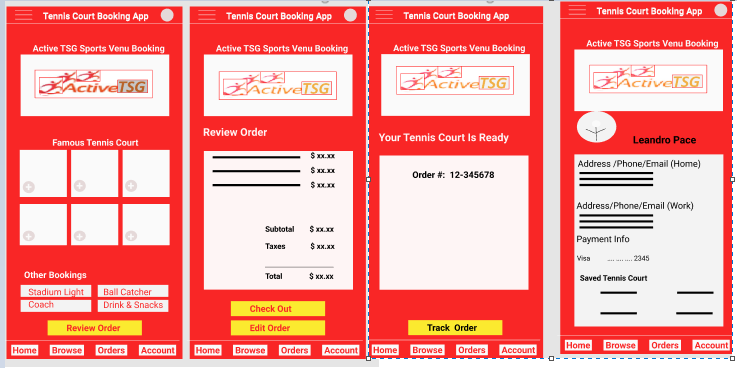 Tennis Court Booking App
Active TSG Sports Venu Booking
ActiveTSG
Famous Tennis Court
Other Bookings
Stadium Light
Ball Catcher
Coach
Drink & Snacks
Review Order
Home Browse Orders Account
Tennis Court Booking App
Active TSG Sports Venu Booking
ActiveTSG
Review Order
$ xx.xx
$ xx.xx
$ xx.xx
Subtotal $ xx.xx
Taxes $ xx.xx
Total $ xx.xx
Check Out
Edit Order
Home Browse Orders Account
Tennis Court Booking App
Active TSG Sports Venu Booking
ActiveTSG
Your Tennis Court Is Ready
Order #: 12-345678
Track Order
Home Browse Orders Account
Tennis Court Booking App
Active TSG Sports Venu Booking
ActiveTSG
Leandro Pace
Address /Phone/Email (Home)
Address/Phone/Email (Work)
Payment Info
Visa .... .... .... 2345
Saved Tennis Court
Home Browse Orders Account